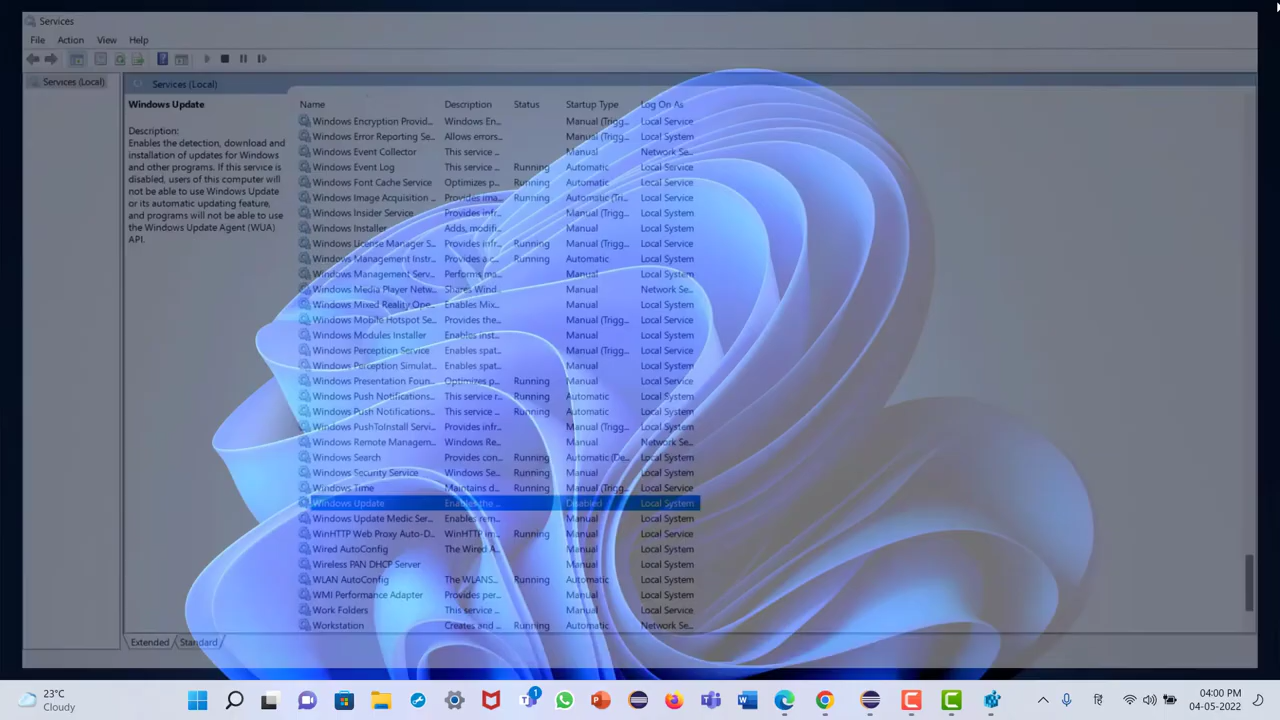 Services
File Action View Help
Services (Local)
Services (Local)
Windows Update
Description:
Enables the detection, download and
installation of updates for Windows
and other programs. If this service is
disabled, users of this computer will
not be able to use Windows Update
or its automatic updating feature,
and programs will not be able to use
the Windows Update Agent (WUA)
API.
Name Description Status Startup Type Log On As
Windows Encryption Provid... Windows En... Manual (Trigg... Local Service
Windows Error Reporting Se... Allows errors... Manual (Trigg... Local System
Windows Event Collector This service ... Manual Network Se...
Windows Event Log This service ... Running Automatic Local Service
Windows Font Cache Service Optimizes p... Running Automatic Local Service
Windows Image Acquisition ... Provides ima... Running Automatic (Tri... Local Service
Windows Insider Service Provides infr... Manual (Trigg... Local System
Windows Installer Adds, modifi... Manual Local System
Windows License Manager S... Provides infr... Running Manual (Trigg... Local Service
Windows Management Instr... Provides a c... Running Automatic Local System
Windows Management Serv... Performs ma... Manual Local System
Windows Media Player Netw... Shares Wind... Manual Network Se...
Windows Mixed Reality Ope... Enables Mix... Manual Local System
Windows Mobile Hotspot Se... Provides the... Manual (Trigg... Local Service
Windows Modules Installer Enables inst... Manual Local System
Windows Perception Service Enables spat... Manual (Trigg... Local Service
Windows Perception Simulat... Enables spat... Manual Local System
Windows Presentation Foun... Optimizes p... Running Manual Local Service
Windows Push Notifications... This service r... Running Automatic Local System
Windows Push Notifications... This service ... Running Automatic Local System
Windows PushToInstall Servi... Provides infr... Manual (Trigg... Local System
Windows Remote Managem... Windows Re... Manual Network Se...
Windows Search Provides con... Running Automatic (De... Local System
Windows Security Service Windows Se... Running Manual Local System
Windows Time Maintains d... Running Manual (Trigg... Local Service
Windows Update Enables the ... Disabled Local System
Windows Update Medic Ser... Enables rem... Manual Local System
WinHTTP Web Proxy Auto-D... WinHTTP im... Running Manual Local Service
Wired AutoConfig The Wired A... Manual Local System
Wireless PAN DHCP Server Manual Local System
WLAN AutoConfig The WLANS... Running Automatic Local System
WMI Performance Adapter Provides per... Manual Local System
Work Folders This service ... Manual Local Service
Workstation Creates and ... Running Automatic Network Se...
Extended Standard
23°C
Cloudy
1
04:00 PM
04-05-2022